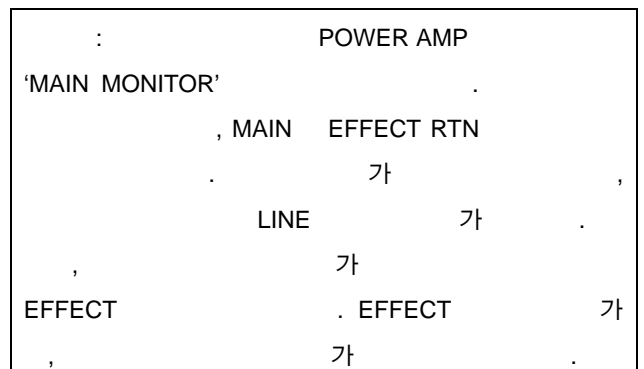 : POWER AMP
‘MAIN MONITOR’ .
, MAIN EFFECT RTN
. 가 ,
LINE 가 .
, 가
EFFECT . EFFECT 가
, 가 .